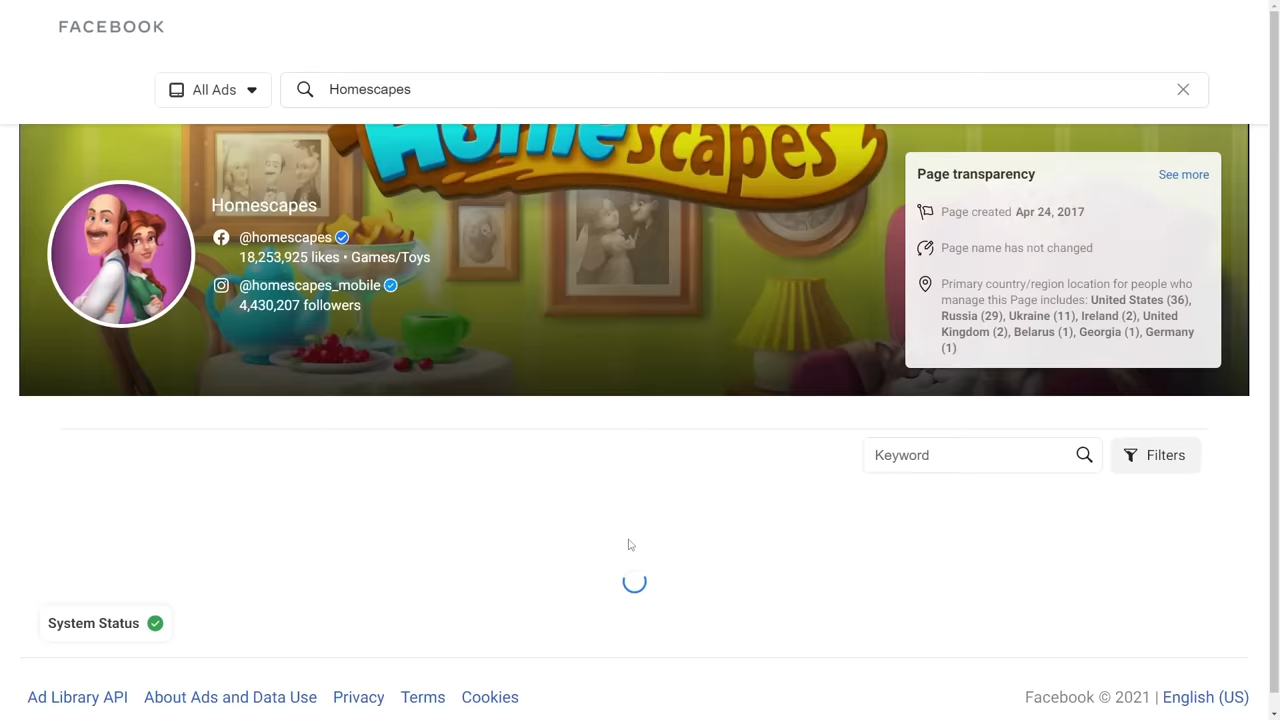 FACEBOOK
All Ads
Homescapes
Homescapes
Page transparency
See more
Homescapes
Page created Apr 24, 2017
@homescapes
Page name has not changed
18,253,925 likes • Games/Toys
@homescapes_mobile
Primary country/region location for people who
manage this Page includes: United States (36),
4,430,207 followers
Russia (29), Ukraine (11), Ireland (2), United
Kingdom (2), Belarus (1), Georgia (1), Germany
(1)
Keyword
Filters
System Status
Ad Library API
About Ads and Data Use
Privacy
Terms
Cookies
Facebook © 2021 | English (US)